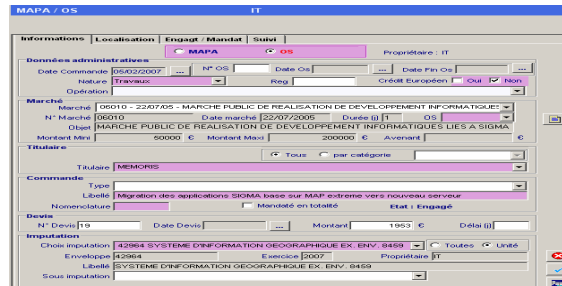 MAPA / OS IT
Informations Localisation Engagt / Mandat Suivi
MAPA OS Propriétaire : IT
Données administratives
Date Commande 05/02/2007 ... N° OS Date Os ... Date Fin Os ...
Nature Travaux Reg Crédit Européen Oui Non
Opération
Marché
Marché 06010 - 22/07/05 - MARCHE PUBLIC DE REALISATION DE DEVELOPPEMENT INFORMATIQUES
N° Marché 06010 Date marché 22/07/2005 Durée (j) 1 OS
Objet MARCHE PUBLIC DE REALISATION DE DEVELOPPEMENT INFORMATIQUES LIES A SIGMA
Montant Mini 50000 € Montant Maxi 200000 € Avenant €
Titulaire
Tous par catégorie
Titulaire MEMORIS
Commande
Type
Libellé Migration des applications SIGMA base sur MAF extreme vers nouveau serveur
Nomenclature Mandaté en totalité Etat : Engagé
Devis
N° Devis 19 Date Devis ... Montant 1953 € Délai (j)
Imputation
Choix imputation 42964 SYSTEME D'INFORMATION GEOGRAPHIQUE EX. ENV. 8459 Toutes Unité
Enveloppe 42964 Exercice 2007 Propriétaire IT
Libellé SYSTEME D'INFORMATION GEOGRAPHIQUE EX. ENV. 8459
Sous imputation